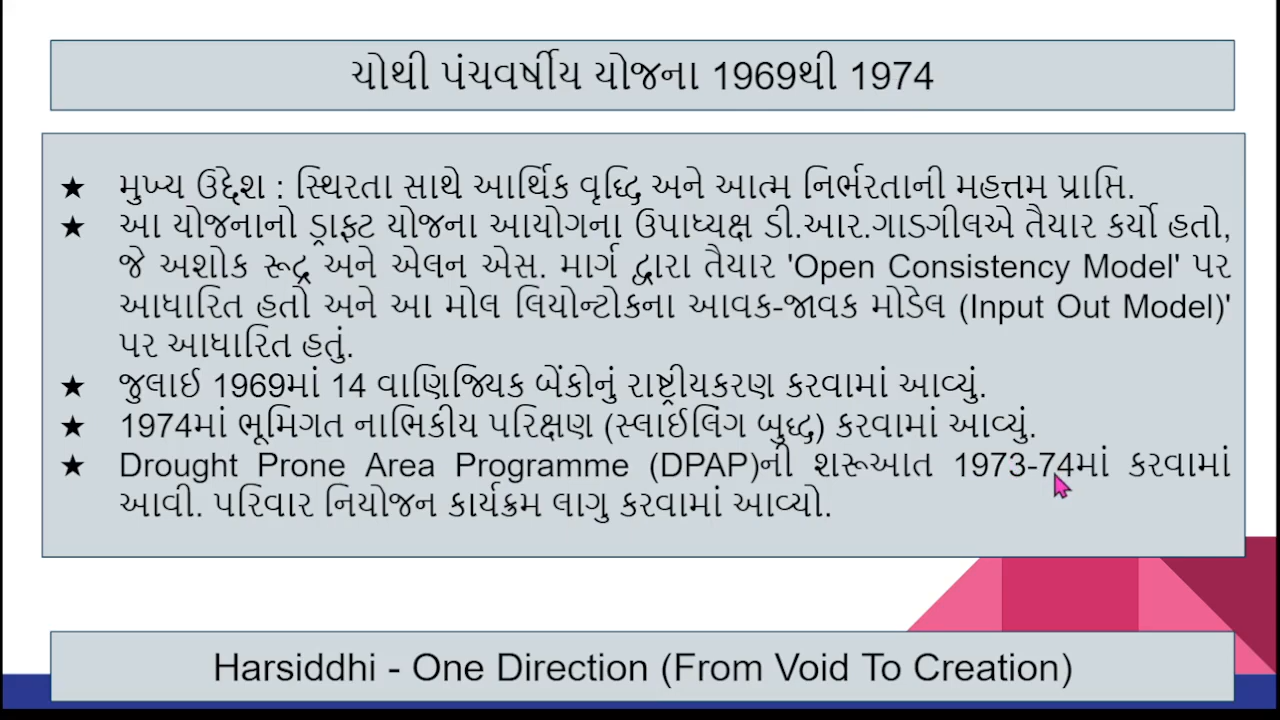 ચોથી પંચવર્ષીય યોજના 1969થી 1974
★ મુખ્ય ઉદ્દેશ : સ્થિરતા સાથે આર્થિક વૃદ્ધિ અને આત્મ નિર્ભરતાની મહત્તમ પ્રાપ્તિ.
★ આ યોજનાનો ડ્રાફ્ટ યોજના આયોગના ઉપાધ્યક્ષ ડી.આર.ગાડગીલએ તૈયાર કર્યો હતો,
જે અશોક રૂદ્ર અને એલન એસ. માર્ગ દ્વારા તૈયાર 'Open Consistency Model' પર
આધારિત હતો અને આ મોલ લિયોન્ટોકના આવક-જાવક મોડેલ (Input Out Model)'
પર આધારિત હતું.
★ જુલાઈ 1969માં 14 વાણિજ્યિક બેંકોનું રાષ્ટ્રીયકરણ કરવામાં આવ્યું.
★ 1974માં ભૂમિગત નાભિકીય પરિક્ષણ (સ્લાઈલિંગ બુદ્ધ) કરવામાં આવ્યું.
★ Drought Prone Area Programme (DPAP)ની શરૂઆત 1973-74માં કરવામાં
આવી. પરિવાર નિયોજન કાર્યક્રમ લાગુ કરવામાં આવ્યો.
Harsiddhi - One Direction (From Void To Creation)